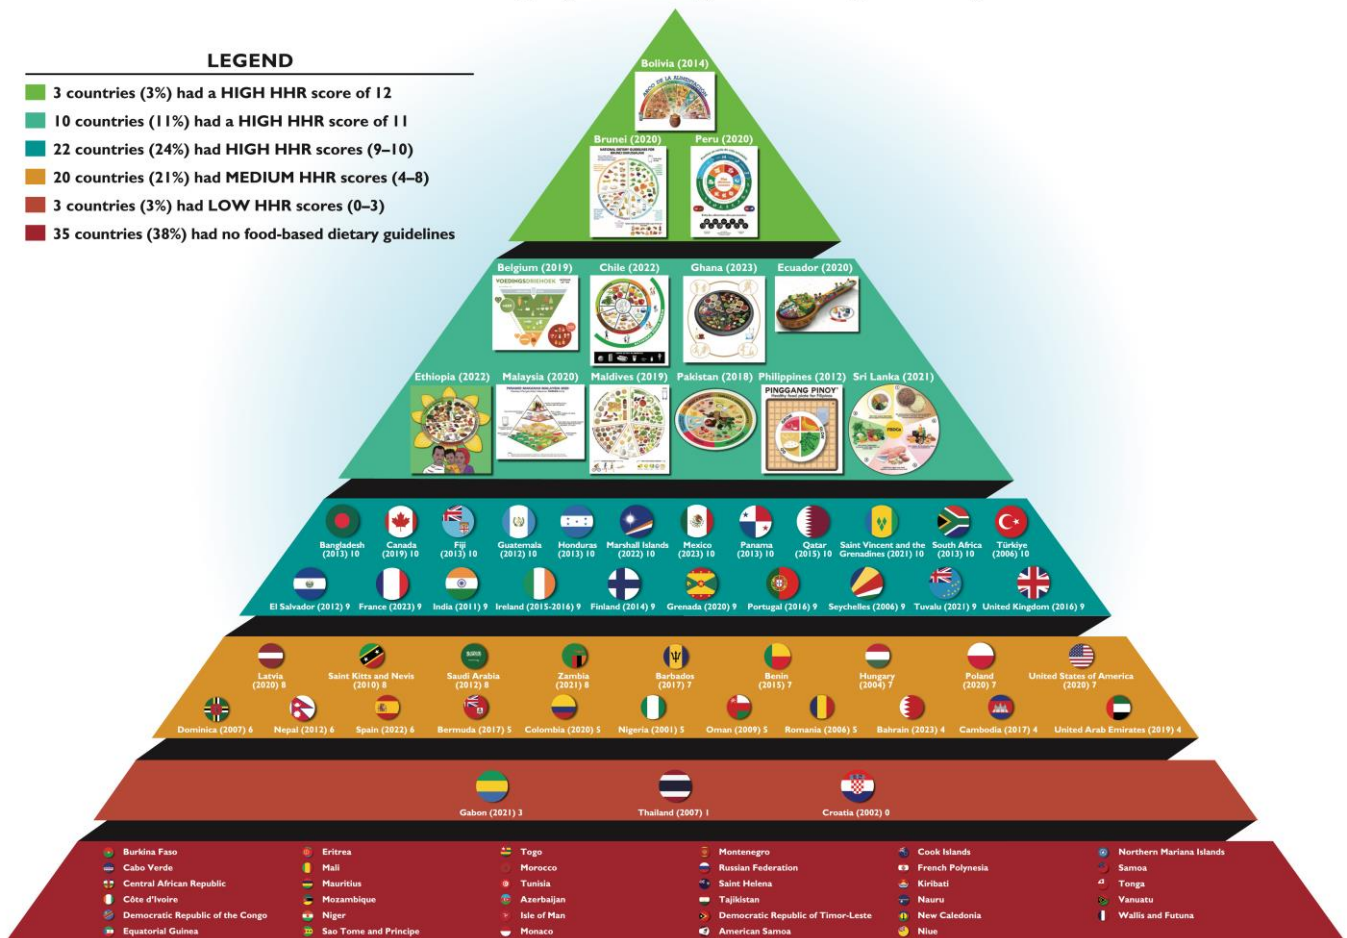 LEGEND
3 countries (3%) had a HIGH HHR score of 12
10 countries (11%) had a HIGH HHR score of 11
22 countries (24%) had HIGH HHR scores (9–10)
20 countries (21%) had MEDIUM HHR scores (4–8)
3 countries (3%) had LOW HHR scores (0–3)
35 countries (38%) had no food-based dietary guidelines
Bolivia (2014)
ARCO DE LA ALIMENTACIÓN
Brunei (2020) Peru (2020)
Belgium (2019) Chile (2022) Ghana (2023) Ecuador (2020)
VOEDINGSDRIEHOEK
Ethiopia (2022) Malaysia (2020) Maldives (2019) Pakistan (2018) Philippines (2012) Sri Lanka (2021)
PINGGANG PINOY
Healthy food plate for Filipinos
Bangladesh (2013) 10
Canada (2019) 10
Fiji (2013) 10
Guatemala (2012) 10
Honduras (2013) 10
Marshall Islands (2022) 10
Mexico (2023) 10
Panama (2013) 10
Qatar (2015) 10
Saint Vincent and the Grenadines (2021) 10
South Africa (2013) 10
Türkiye (2006) 10
El Salvador (2012) 9 France (2023) 9 India (2011) 9 Ireland (2015-2016) 9 Finland (2014) 9 Grenada (2020) 9 Portugal (2016) 9 Seychelles (2006) 9 Tuvalu (2021) 9 United Kingdom (2016) 9
Latvia (2020) 8
Saint Kitts and Nevis (2010) 8
Saudi Arabia (2012) 8
Zambia (2021) 8
Barbados (2017) 7
Benin (2015) 7
Hungary (2004) 7
Poland (2020) 7
United States of America (2020) 7
Dominica (2007) 6 Nepal (2012) 6 Spain (2022) 6 Bermuda (2017) 5 Colombia (2020) 5 Nigeria (2001) 5 Oman (2009) 5 Romania (2006) 5 Bahrain (2023) 4 Cambodia (2017) 4 United Arab Emirates (2019) 4
Gabon (2021) 3 Thailand (2007) 1 Croatia (2002) 0
Burkina Faso
Cabo Verde
Central African Republic
Côte d'Ivoire
Democratic Republic of the Congo
Equatorial Guinea
Eritrea
Mali
Mauritius
Mozambique
Niger
Sao Tome and Principe
Togo
Morocco
Tunisia
Azerbaijan
Isle of Man
Monaco
Montenegro
Russian Federation
Saint Helena
Tajikistan
Democratic Republic of Timor-Leste
American Samoa
Cook Islands
French Polynesia
Kiribati
Nauru
New Caledonia
Niue
Northern Mariana Islands
Samoa
Tonga
Vanuatu
Wallis and Futuna